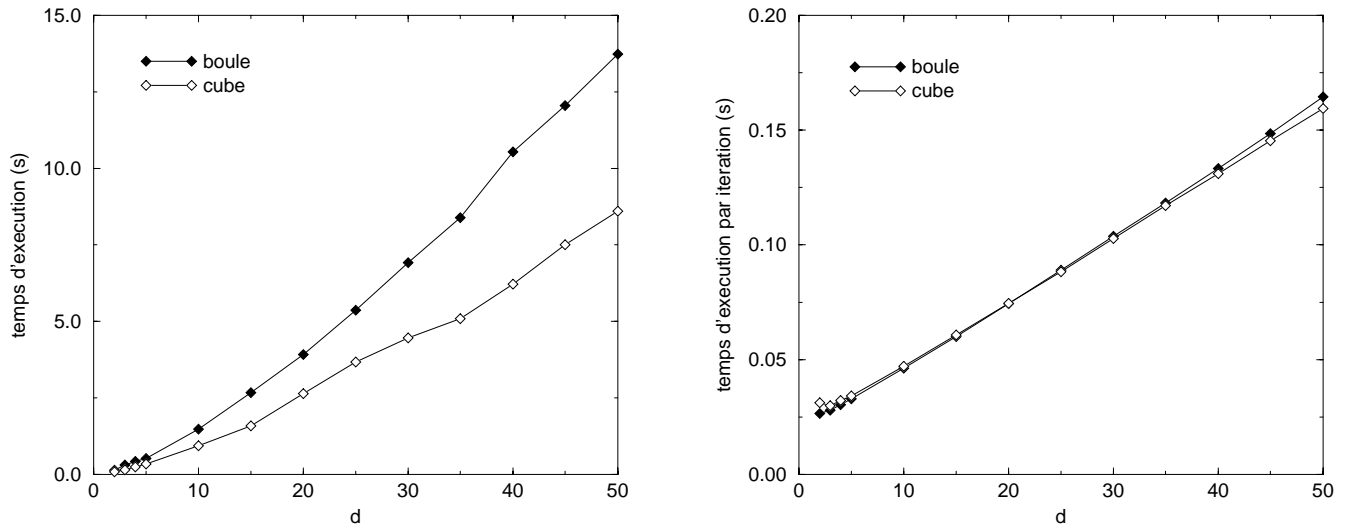 15.0
10.0
5.0
0.0
temps d'execution (s)
boule
cube
0 10 20 30 40 50
d
0.20
0.15
0.10
0.05
0.00
temps d'execution par iteration (s)
boule
cube
0 10 20 30 40 50
d